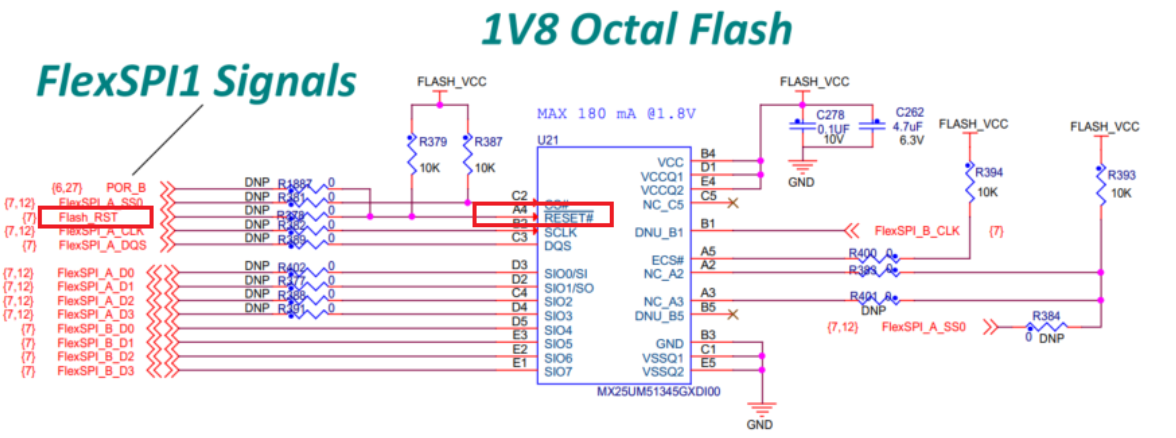 1V8 Octal Flash
FlexSPI1 Signals
FLASH_VCC
FLASH_VCC
MAX 180 mA @1.8V
C278
0.1UF
10V
C262
4.7uF
6.3V
FLASH_VCC
FLASH_VCC
R379
10K
R387
10K
U21
GND
R394
10K
R393
10K
{6,27} POR_B DNP R1887 0
{7,12} FlexSPI_A_SS0 DNP R381 0 C2 SS#
{7} Flash_RST DNP R378 0 A4 RESET#
{7,12} FlexSPI_A_CLK DNP R382 0 B2 SCLK
{7} FlexSPI_A_DQS DNP R389 0 C3 DQS
{7,12} FlexSPI_A_D0 DNP R402 0 D3 SIO0/SI
{7,12} FlexSPI_A_D1 DNP R377 0 D2 SIO1/SO
{7,12} FlexSPI_A_D2 DNP R388 0 C4 SIO2
{7,12} FlexSPI_A_D3 DNP R391 0 D4 SIO3
{7} FlexSPI_B_D0 D5 SIO4
{7} FlexSPI_B_D1 E3 SIO5
{7} FlexSPI_B_D2 E2 SIO6
{7} FlexSPI_B_D3 E1 SIO7
VCC B4
VCCQ1 D1
VCCQ2 E4
NC_C5 C5
DNU_B1 B1 FlexSPI_B_CLK {7}
ECS# A5 R400 0
NC_A2 A2 R383 0
NC_A3 A3 R401 0
DNP
DNU_B5 B5
{7,12} FlexSPI_A_SS0 R384
0 DNP
GND B3
VSSQ1 C1
VSSQ2 E5
MX25UM51345GXDI00
GND